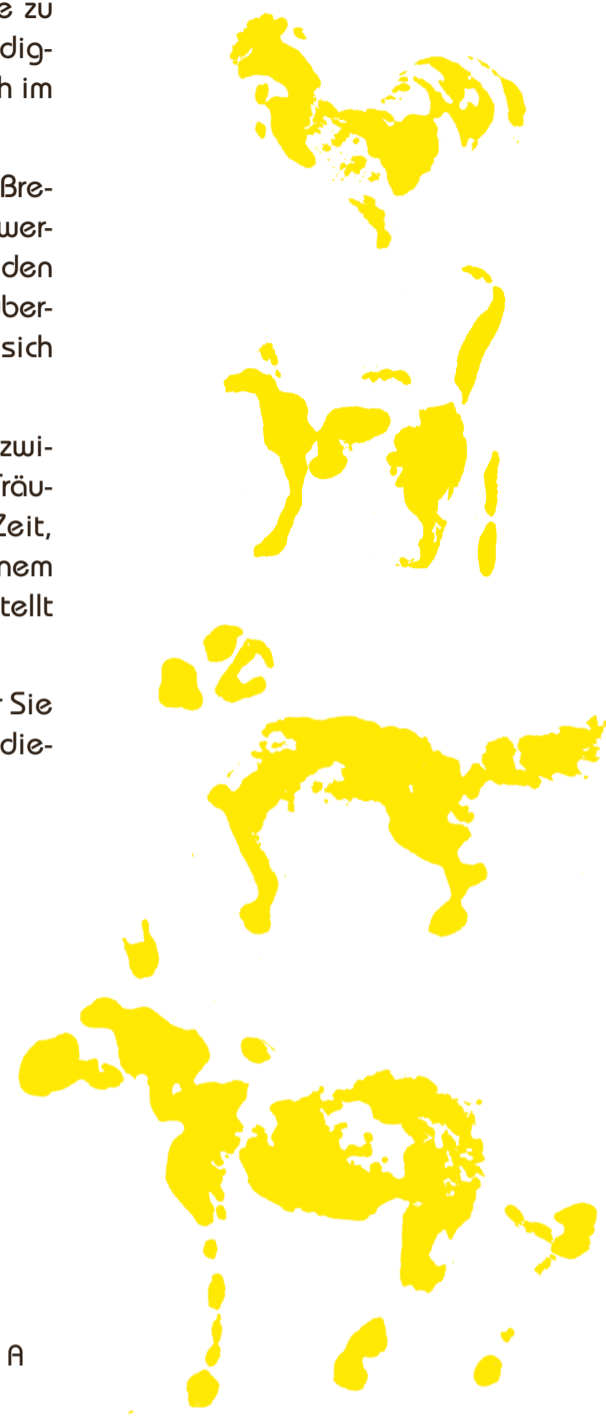 e zu
dig-
h im
Bre-
wer-
den
ber-
sich
zwi-
räu-
Zeit,
nem
tellt
r Sie
die-
A